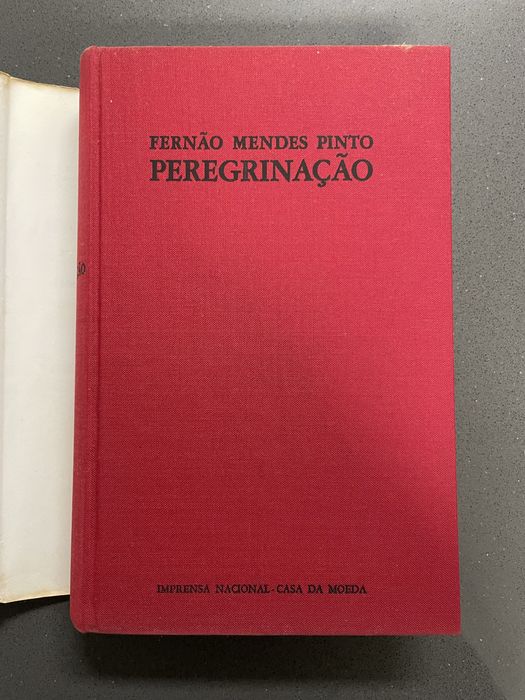 FERNÃO MENDES PINTO
PEREGRINAÇÃO
IMPRENSA NACIONAL-CASA DA MOEDA